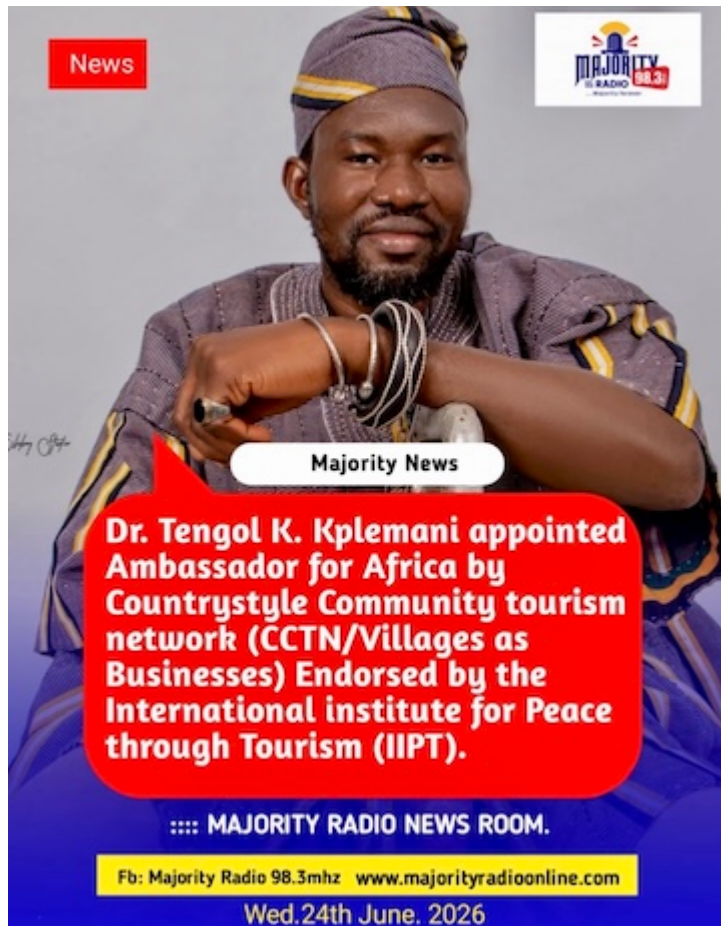 News
MAJORITY
RADIO
98.3
Majority News
Dr. Tengol K. Kplemani appointed
Ambassador for Africa by
Countrystyle Community tourism
network (CCTN/Villages as
Businesses) Endorsed by the
International institute for Peace
through Tourism (IIPT).
:::: MAJORITY RADIO NEWS ROOM.
Fb: Majority Radio 98.3mhz www.majorityradioonline.com
Wed.24th June. 2026